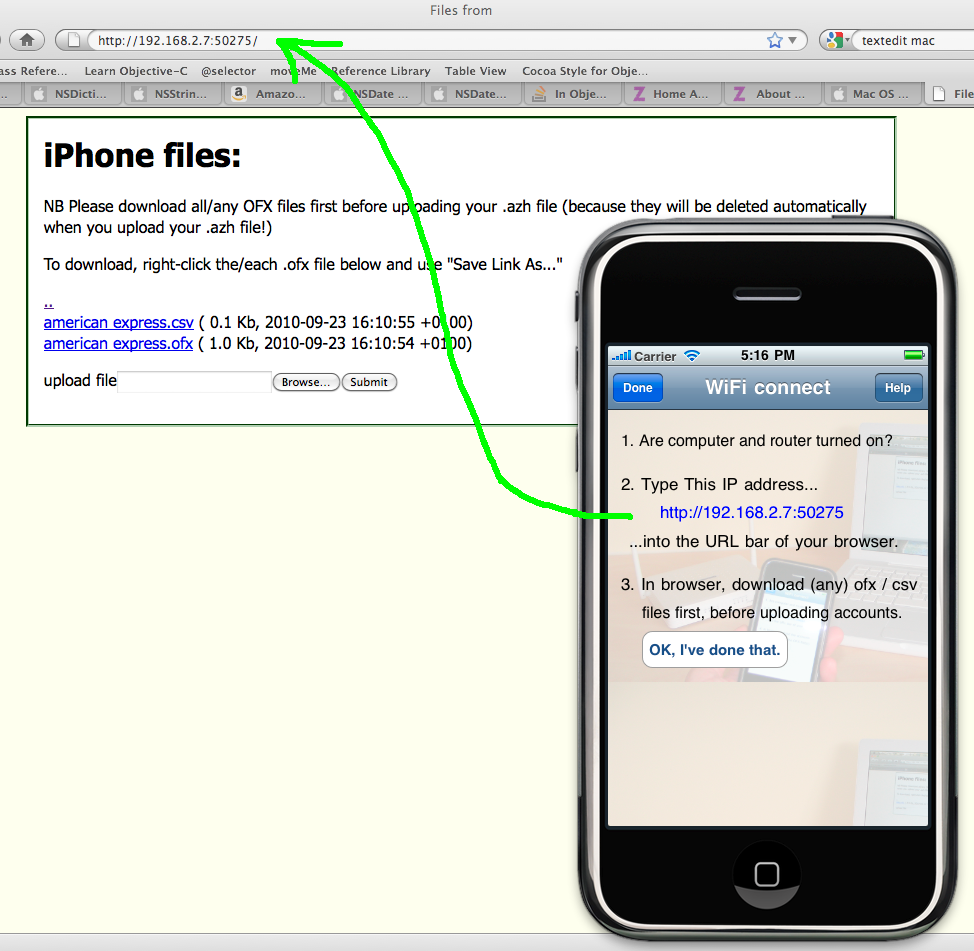 Files from
http://192.168.2.7:50275/
textedit mac
ass Refere... Learn Objective-C @selector moveMe Reference Library Table View Cocoa Style for Obje...
NSDictic... NSStrin... Amazo... NSDate ... NSDate... In Obje... Home A... About ... Mac OS ... File
iPhone files:
NB Please download all/any OFX files first before uploading your .azh file (because they will be deleted automatically
when you upload your .azh file!)
To download, right-click the/each .ofx file below and use "Save Link As..."
..
american express.csv ( 0.1 Kb, 2010-09-23 16:10:55 +0100)
american express.ofx ( 1.0 Kb, 2010-09-23 16:10:54 +0100)
upload file Browse... Submit
Carrier 5:16 PM
Done WiFi connect Help
1. Are computer and router turned on?
2. Type This IP address...
http://192.168.2.7:50275
...into the URL bar of your browser.
3. In browser, download (any) ofx / csv
files first, before uploading accounts.
OK, I've done that.